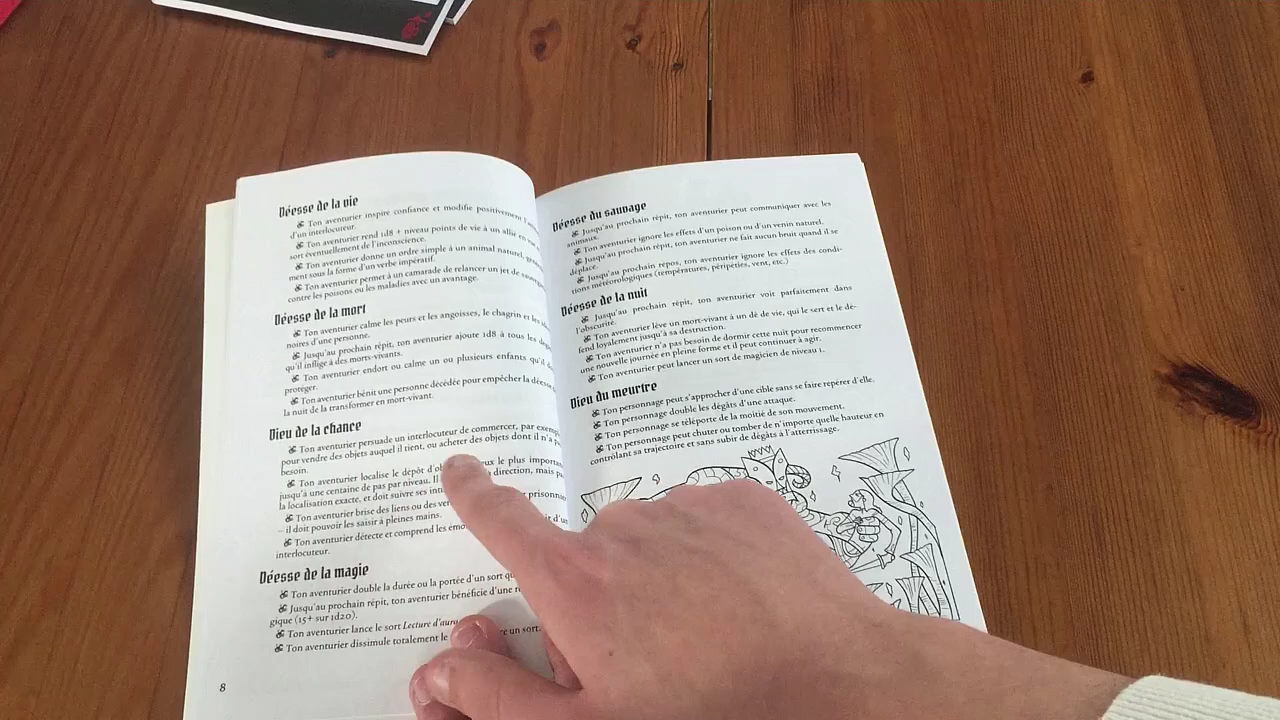 Déesse de la vie
Ton aventurier inspire confiance et modifie positivement
d'un interlocuteur.
Ton aventurier rend 1d8 + niveau points de vie à un allié en
sort éventuellement de l'inconscience.
Ton aventurier donne un ordre simple à un animal naturel,
ment sous la forme d'un verbe impératif.
Ton aventurier permet à un camarade de relancer un jet de
contre les poisons ou les maladies avec un avantage.
Déesse de la mort
Ton aventurier calme les peurs et les angoisses, le chagrin et les
noires d'une personne.
Jusqu'au prochain répit, ton aventurier ajoute 1d8 à tous les
qu'il inflige à des morts-vivants.
Ton aventurier endort ou calme un ou plusieurs enfants qu'il
protéger.
Ton aventurier bénit une personne décédée pour empêcher la déesse
la nuit de la transformer en mort-vivant.
Dieu de la chance
Ton aventurier persuade un interlocuteur de commercer, par
pour vendre des objets auquel il tient, ou acheter des objets dont il n'a
besoin.
Ton aventurier localise le dépôt le plus
jusqu'à une centaine de pas par niveau. Il direction, mais
la localisation exacte, et doit suivre ses
Ton aventurier brise des liens ou des prisonnier
– il doit pouvoir les saisir à pleines mains.
Ton aventurier détecte et comprend les
interlocuteur.
Déesse de la magie
Ton aventurier double la durée ou la portée d'un sort
Jusqu'au prochain répit, ton aventurier bénéficie d'une
gique (15+ sur 1d20).
Ton aventurier lance le sort Lecture
Ton aventurier dissimule totalement le un sort.
8
Déesse du sauvage
Jusqu'au prochain répit, ton aventurier peut communiquer avec les
animaux.
Ton aventurier ignore les effets d'un poison ou d'un venin naturel.
Jusqu'au prochain répit, ton aventurier ne fait aucun bruit quand il se
déplace.
Jusqu'au prochain repos, ton aventurier ignore les effets des condi-
tions météorologiques (températures, péripéties, vent, etc.)
Déesse de la nuit
Jusqu'au prochain répit, ton aventurier voit parfaitement dans
l'obscurité.
Ton aventurier lève un mort-vivant à un dé de vie, qui le sert et le dé-
fend loyalement jusqu'à sa destruction.
Ton aventurier n'a pas besoin de dormir cette nuit pour recommencer
une nouvelle journée en pleine forme et il peut continuer à agir.
Ton aventurier peut lancer un sort de magicien de niveau 1.
Dieu du meurtre
Ton personnage peut s'approcher d'une cible sans se faire repérer d'elle.
Ton personnage double les dégâts d'une attaque.
Ton personnage se téléporte de la moitié de son mouvement.
Ton personnage peut chuter ou tomber de n'importe quelle hauteur en
contrôlant sa trajectoire et sans subir de dégâts à l'atterrissage.